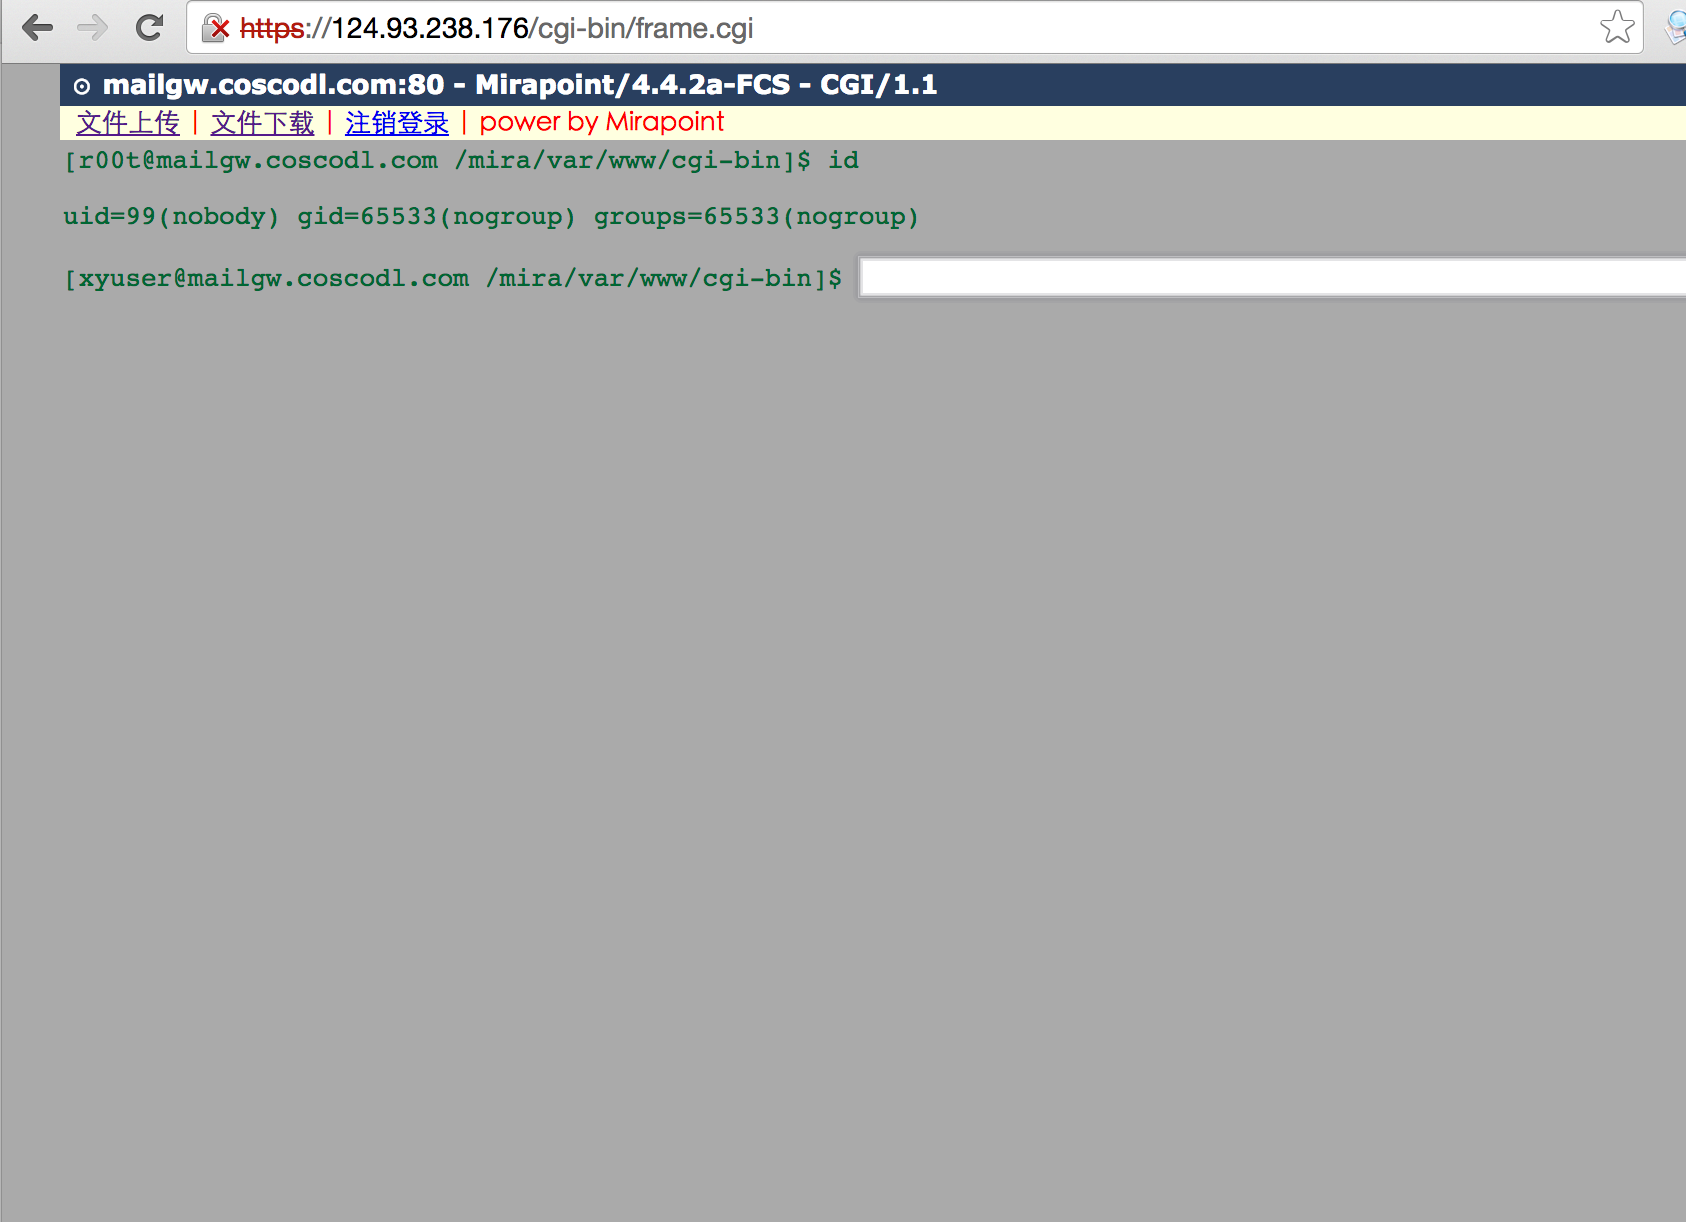 https://124.93.238.176/cgi-bin/frame.cgi
⊙ mailgw.coscodl.com:80 - Mirapoint/4.4.2a-FCS - CGI/1.1
文件上传 | 文件下载 | 注销登录 | power by Mirapoint
[r00t@mailgw.coscodl.com /mira/var/www/cgi-bin]$ id
uid=99(nobody) gid=65533(nogroup) groups=65533(nogroup)
[xyuser@mailgw.coscodl.com /mira/var/www/cgi-bin]$